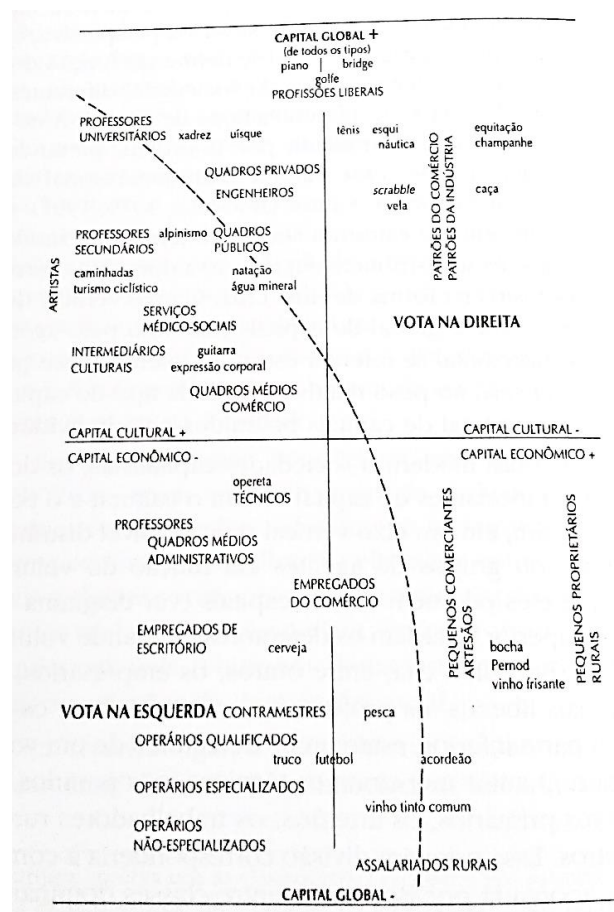 CAPITAL GLOBAL +
(de todos os tipos)
piano | bridge
golfe
PROFISSÕES LIBERAIS
PROFESSORES
UNIVERSITÁRIOS xadrez uísque
tênis esqui
náutica
equitação
champanhe
QUADROS PRIVADOS
ENGENHEIROS
scrabble
vela
caça
PATRÕES DO COMÉRCIO
PATRÕES DA INDÚSTRIA
ARTISTAS
PROFESSORES
SECUNDÁRIOS
alpinismo
QUADROS
PÚBLICOS
caminhadas
turismo ciclístico
natação
água mineral
SERVIÇOS
MÉDICO-SOCIAIS
VOTA NA DIREITA
INTERMEDIÁRIOS
CULTURAIS
guitarra
expressão corporal
QUADROS MÉDIOS
COMÉRCIO
CAPITAL CULTURAL +
CAPITAL CULTURAL -
CAPITAL ECONÔMICO -
CAPITAL ECONÔMICO +
opereta
TÉCNICOS
PROFESSORES
QUADROS MÉDIOS
ADMINISTRATIVOS
EMPREGADOS
DO COMÉRCIO
PEQUENOS COMERCIANTES
ARTESÃOS
PEQUENOS PROPRIETÁRIOS
RURAIS
EMPREGADOS DE
ESCRITÓRIO
cerveja
bocha
Pernod
vinho frisante
VOTA NA ESQUERDA CONTRAMESTRES pesca
OPERÁRIOS QUALIFICADOS
truco futebol acordeão
OPERÁRIOS ESPECIALIZADOS
vinho tinto comum
OPERÁRIOS
NÃO-ESPECIALIZADOS
ASSALARIADOS RURAIS
CAPITAL GLOBAL -